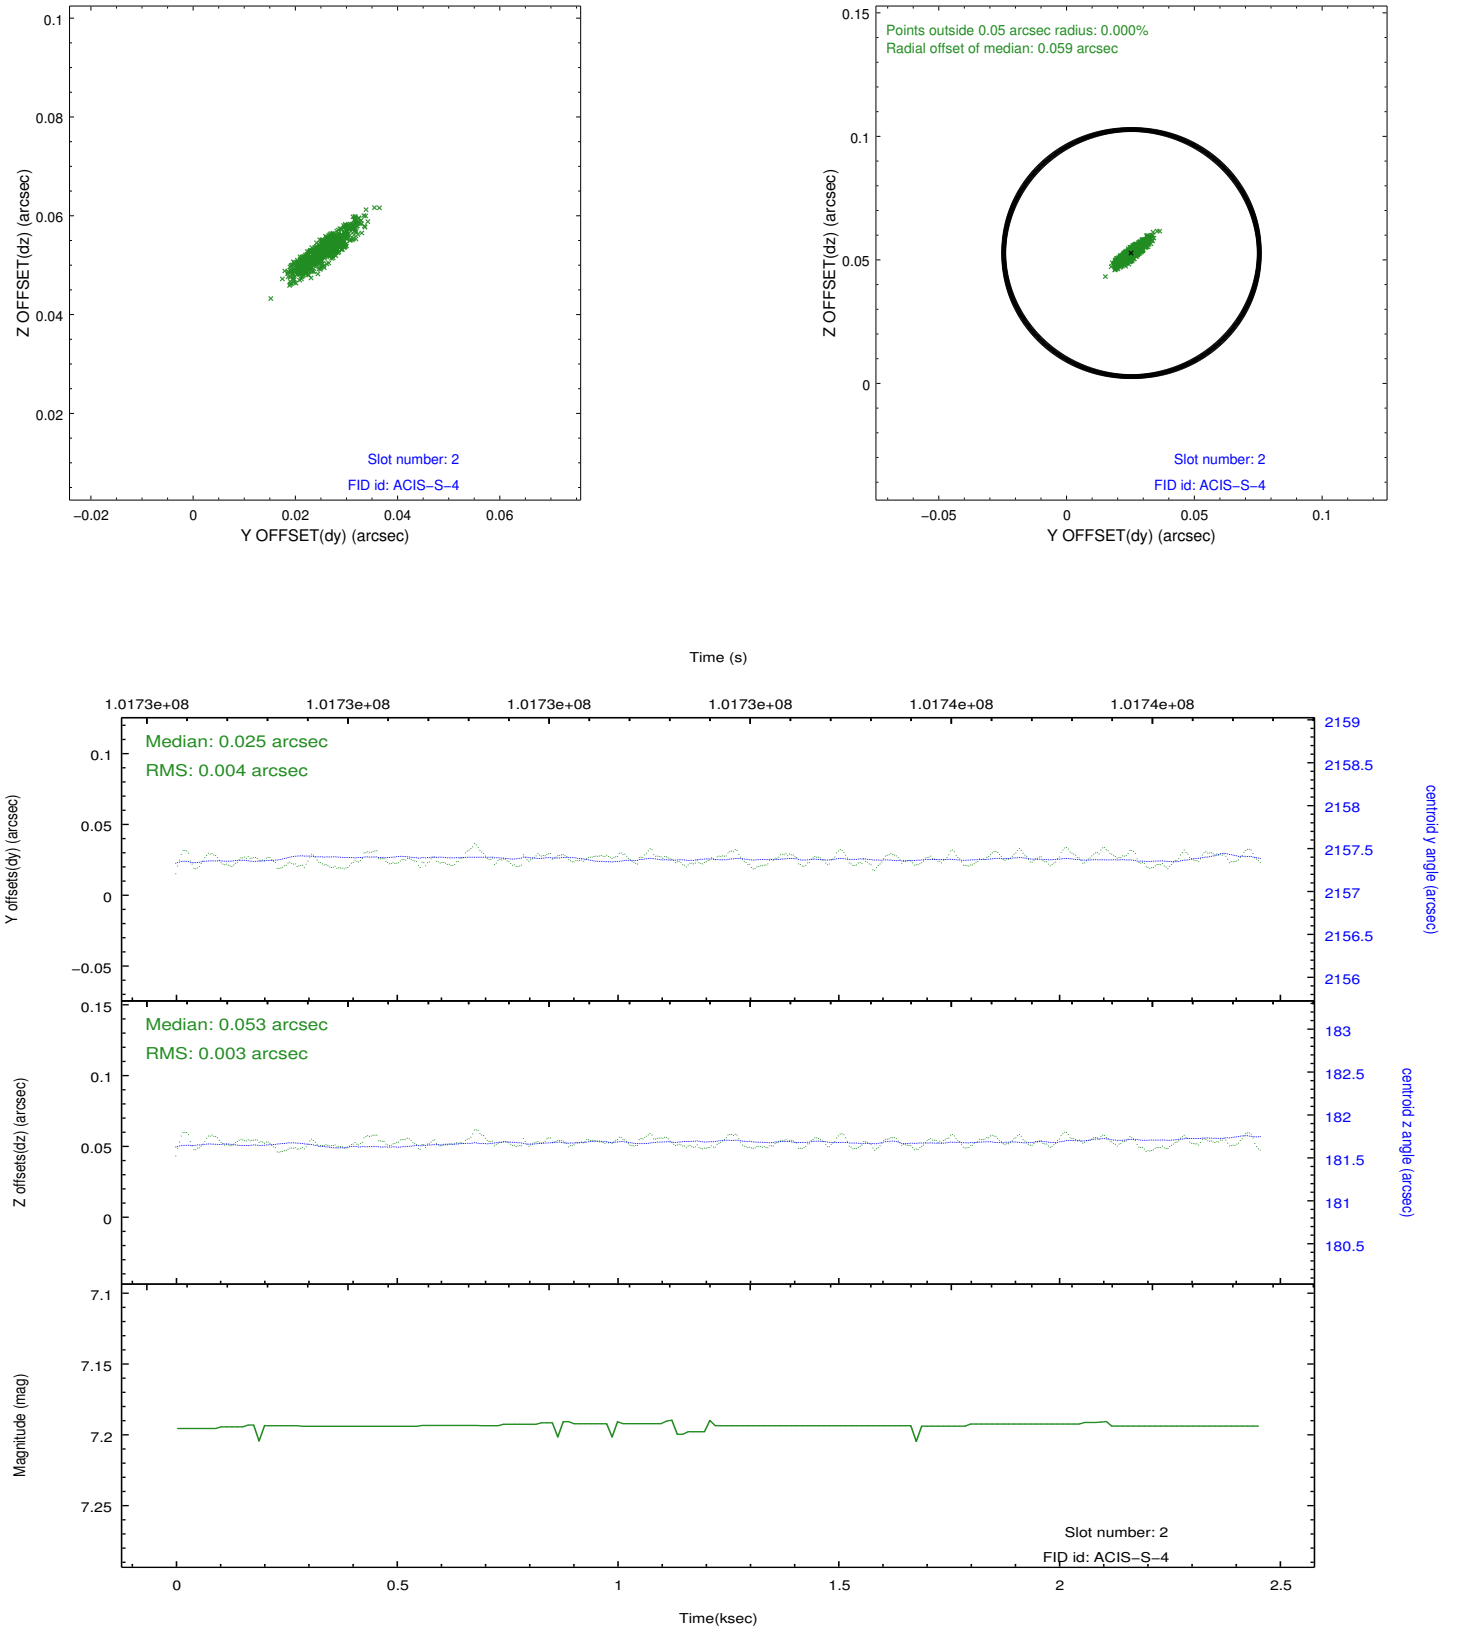 0.1
0.08
0.06
0.04
0.02
Z OFFSET(dz) (arcsec)
Slot number: 2
FID id: ACIS−S−4
−0.02 0 0.02 0.04 0.06
Y OFFSET(dy) (arcsec)
0.15
0.1
0.05
0
Z OFFSET(dz) (arcsec)
Points outside 0.05 arcsec radius: 0.000%
Radial offset of median: 0.059 arcsec
Slot number: 2
FID id: ACIS−S−4
−0.05 0 0.05 0.1
Y OFFSET(dy) (arcsec)
Time (s)
1.0173e+08 1.0173e+08 1.0173e+08 1.0173e+08 1.0174e+08 1.0174e+08
Median: 0.025 arcsec
RMS: 0.004 arcsec
0.1
0.05
0
−0.05
Y offsets(dy) (arcsec)
2159
2158.5
2158
2157.5
2157
2156.5
2156
centroid y angle (arcsec)
Median: 0.053 arcsec
RMS: 0.003 arcsec
0.15
0.1
0.05
0
Z offsets(dz) (arcsec)
183
182.5
182
181.5
181
180.5
centroid z angle (arcsec)
7.1
7.15
7.2
7.25
Magnitude (mag)
Slot number: 2
FID id: ACIS−S−4
0 0.5 1 1.5 2 2.5
Time(ksec)